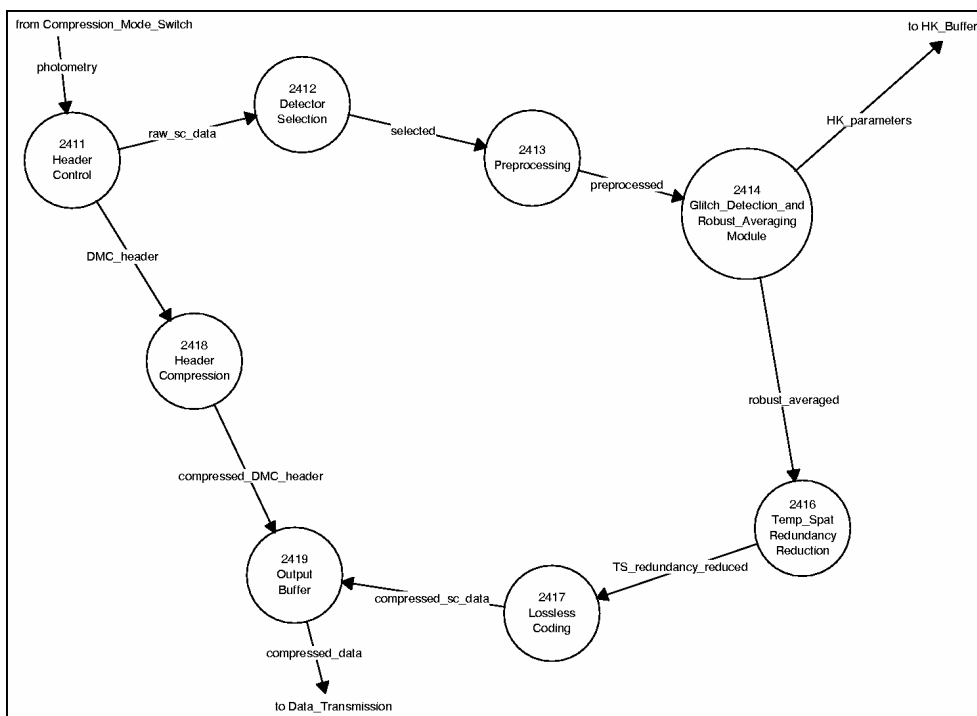 from Compression_Mode_Switch
to HK_Buffer
photometry
2411
Header
Control
raw_sc_data
2412
Detector
Selection
selected
2413
Preprocessing
preprocessed
2414
Glitch_Detection_and
Robust_Averaging
Module
HK_parameters
DMC_header
2418
Header
Compression
robust_averaged
compressed_DMC_header
2416
Temp_Spat
Redundancy
Reduction
TS_redundancy_reduced
2417
Lossless
Coding
compressed_sc_data
2419
Output
Buffer
compressed_data
to Data_Transmission